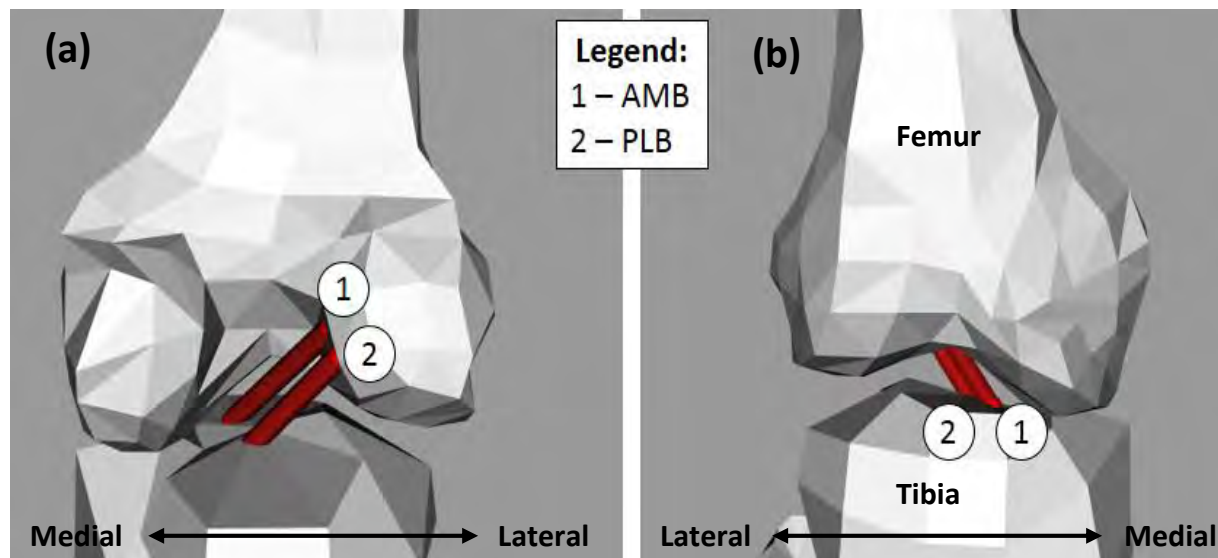 (a)
Legend:
1 – AMB
2 – PLB
(b)
Femur
1
2
2
1
Tibia
Medial
Lateral
Lateral
Medial